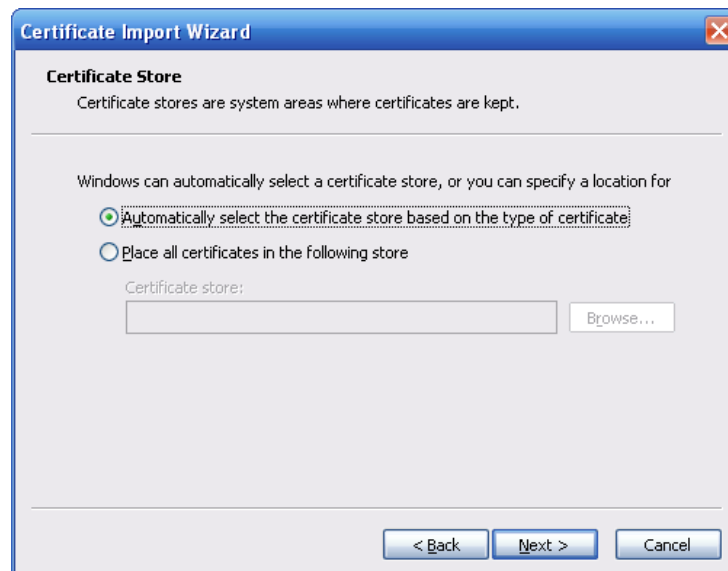 Certificate Import Wizard
Certificate Store
Certificate stores are system areas where certificates are kept.
Windows can automatically select a certificate store, or you can specify a location for
Automatically select the certificate store based on the type of certificate
Place all certificates in the following store
Certificate store:
Browse...
< Back
Next >
Cancel